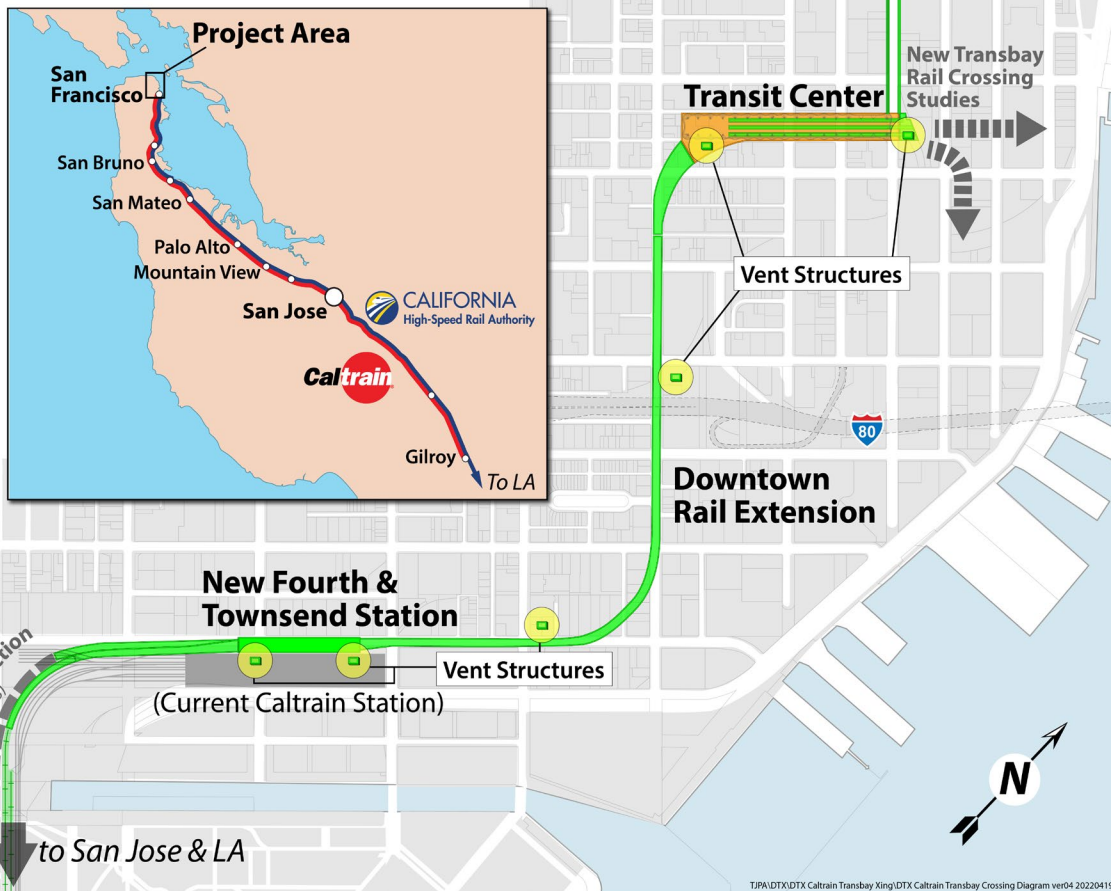 Project Area
San
Francisco
San Bruno
San Mateo
Palo Alto
Mountain View
San Jose
CALIFORNIA
High-Speed Rail Authority
Caltrain
Gilroy
To LA
New Transbay
Rail Crossing
Studies
Transit Center
Vent Structures
80
Downtown
Rail Extension
New Fourth &
Townsend Station
Vent Structures
(Current Caltrain Station)
N
to San Jose & LA
TJPA\DTX\DTX Caltrain Transbay Xing\DTX Caltrain Transbay Crossing Diagram ver04 20220419